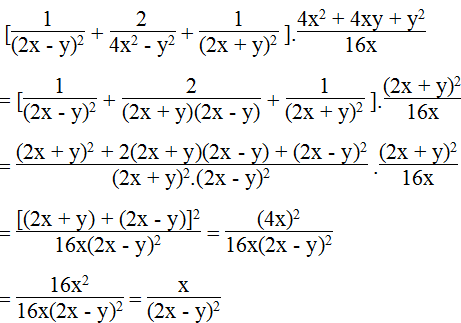 [1/(2x - y)² + 2/(4x² - y²) + 1/(2x + y)²].(4x² + 4xy + y²)/16x
= [1/(2x - y)² + 2/((2x + y)(2x - y)) + 1/(2x + y)²].(2x + y)²/16x
= ((2x + y)² + 2(2x + y)(2x - y) + (2x - y)²)/((2x + y)².(2x - y)²) . (2x + y)²/16x
= [(2x + y) + (2x - y)]²/(16x(2x - y)²) = (4x)²/(16x(2x - y)²)
= 16x²/(16x(2x - y)²) = x/(2x - y)²